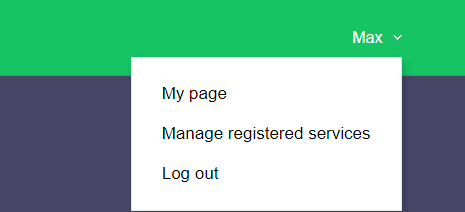 Max
My page
Manage registered services
Log out